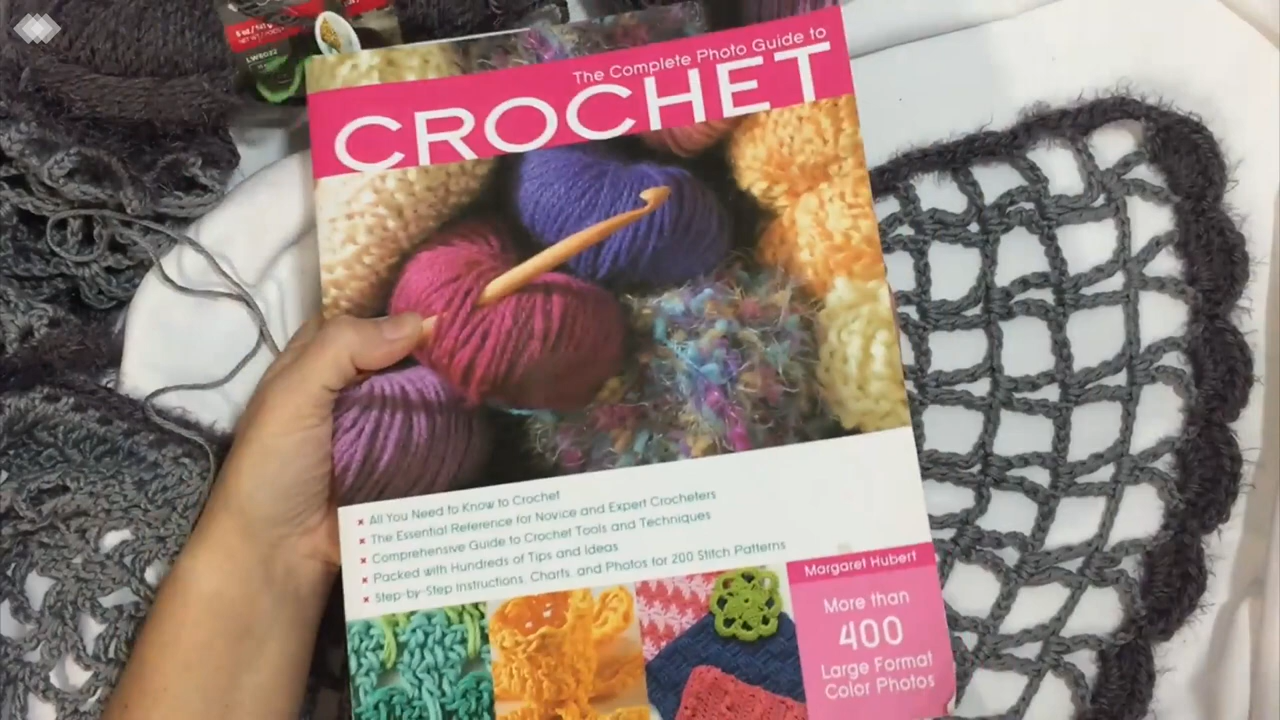 The Complete Photo Guide to
CROCHET
All You Need to Know to Crochet
The Essential Reference for Novice and Expert Crocheters
Comprehensive Guide to Crochet Tools and Techniques
Packed with Hundreds of Tips and Ideas
Step-by-Step Instructions, Charts, and Photos for 200 Stitch Patterns
Margaret Hubert
More than
400
Large Format
Color Photos